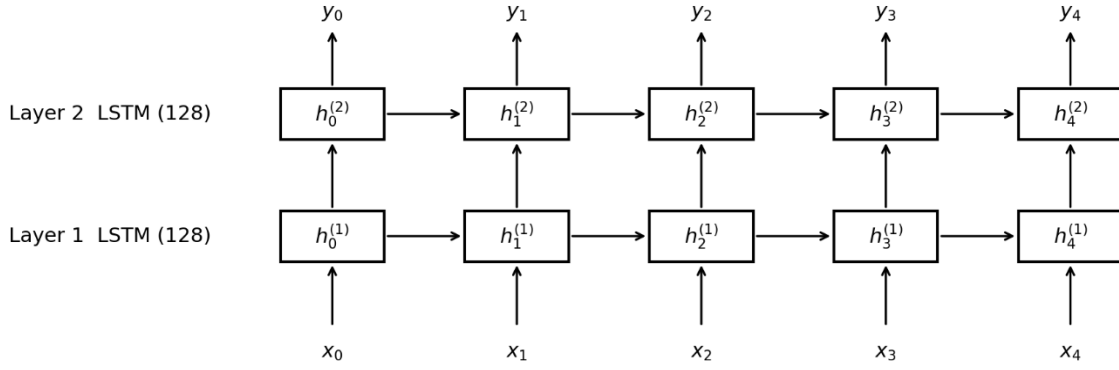 y₀ y₁ y₂ y₃ y₄
Layer 2 LSTM (128) h₀⁽²⁾ h₁⁽²⁾ h₂⁽²⁾ h₃⁽²⁾ h₄⁽²⁾
Layer 1 LSTM (128) h₀⁽¹⁾ h₁⁽¹⁾ h₂⁽¹⁾ h₃⁽¹⁾ h₄⁽¹⁾
x₀ x₁ x₂ x₃ x₄